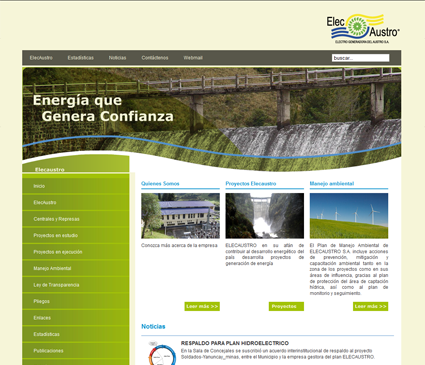 Elec
Austro
ELECTRO GENERADORA DEL AUSTRO S.A.
ElecAustro Estadísticas Noticias Contáctenos Webmail
buscar...
Energía que
Genera Confianza
Elecaustro
Inicio
ElecAustro
Centrales y Represas
Proyectos en estudio
Proyectos en ejecución
Manejo Ambiental
Ley de Transparencia
Pliegos
Enlaces
Estadísticas
Publicaciones
Quienes Somos
Conozca más acerca de la empresa
Leer más >>
Proyectos Elecaustro
ELECAUSTRO en su afán de
contribuir al desarrollo energético del
país desarrolla proyectos de
generación de energía.
Proyectos
Manejo ambiental
El Plan de Manejo Ambiental de
ELECAUSTRO S.A. incluye acciones
de prevención, mitigación y
capacitación ambiental tanto en la
zona de los proyectos como en sus
áreas de influencia, gracias al plan
de protección del área de captación
hídrica, así como al plan de
monitoreo y seguimiento.
Leer más >>
Noticias
RESPALDO PARA PLAN HIDROELECTRICO
En la Sala de Concejales se suscribió un acuerdo interinstitucional de respaldo al proyecto
Soldados-Yanuncay_minas, entre el Municipio y la empresa gestora del plan ELECAUSTRO.